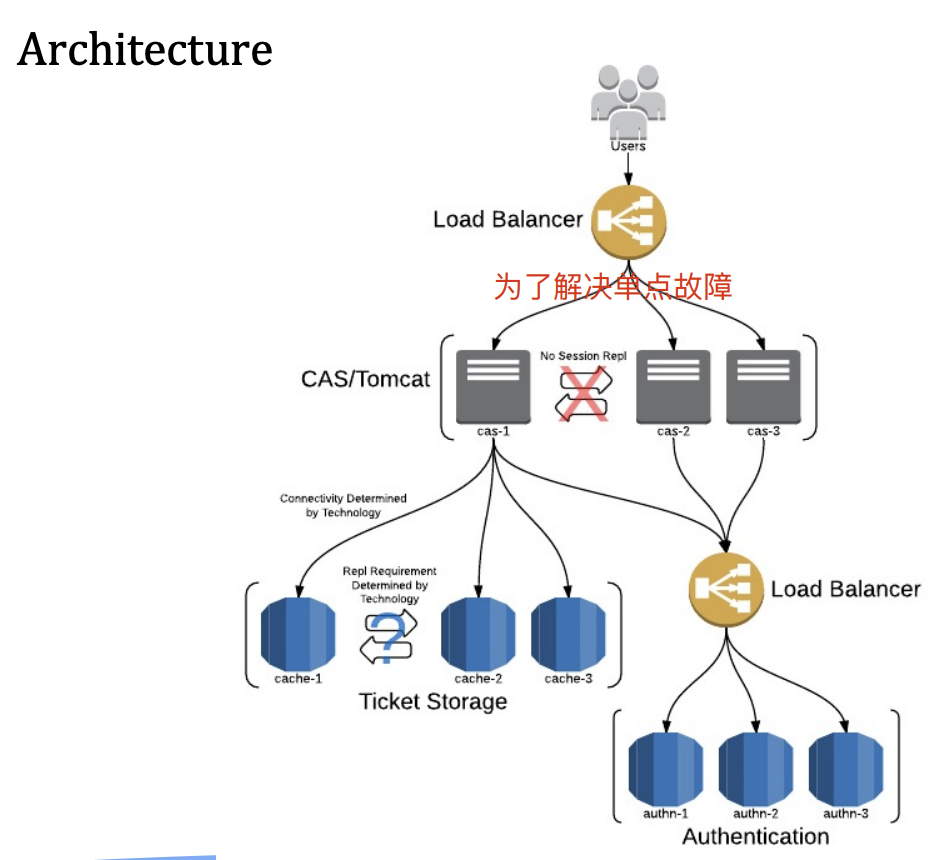 Architecture
Users
Load Balancer
为了解决单点故障
No Session Repl
CAS/Tomcat
cas-1
cas-2
cas-3
Connectivity Determined
by Technology
Repl Requirement
Determined by
Technology
?
Load Balancer
cache-1
cache-2
cache-3
Ticket Storage
authn-1
authn-2
authn-3
Authentication